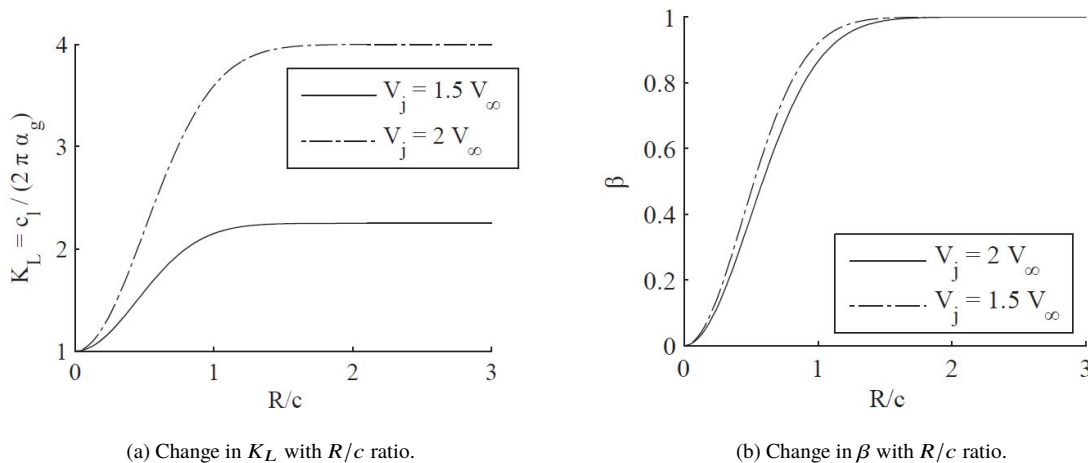 4
3
2
1
0
1
2
3
K_L = c_l / (2 π α_g)
R/c
V_j = 1.5 V_∞
V_j = 2 V_∞
(a) Change in K_L with R/c ratio.
1
0.8
0.6
0.4
0.2
0
0
1
2
3
β
R/c
V_j = 2 V_∞
V_j = 1.5 V_∞
(b) Change in β with R/c ratio.